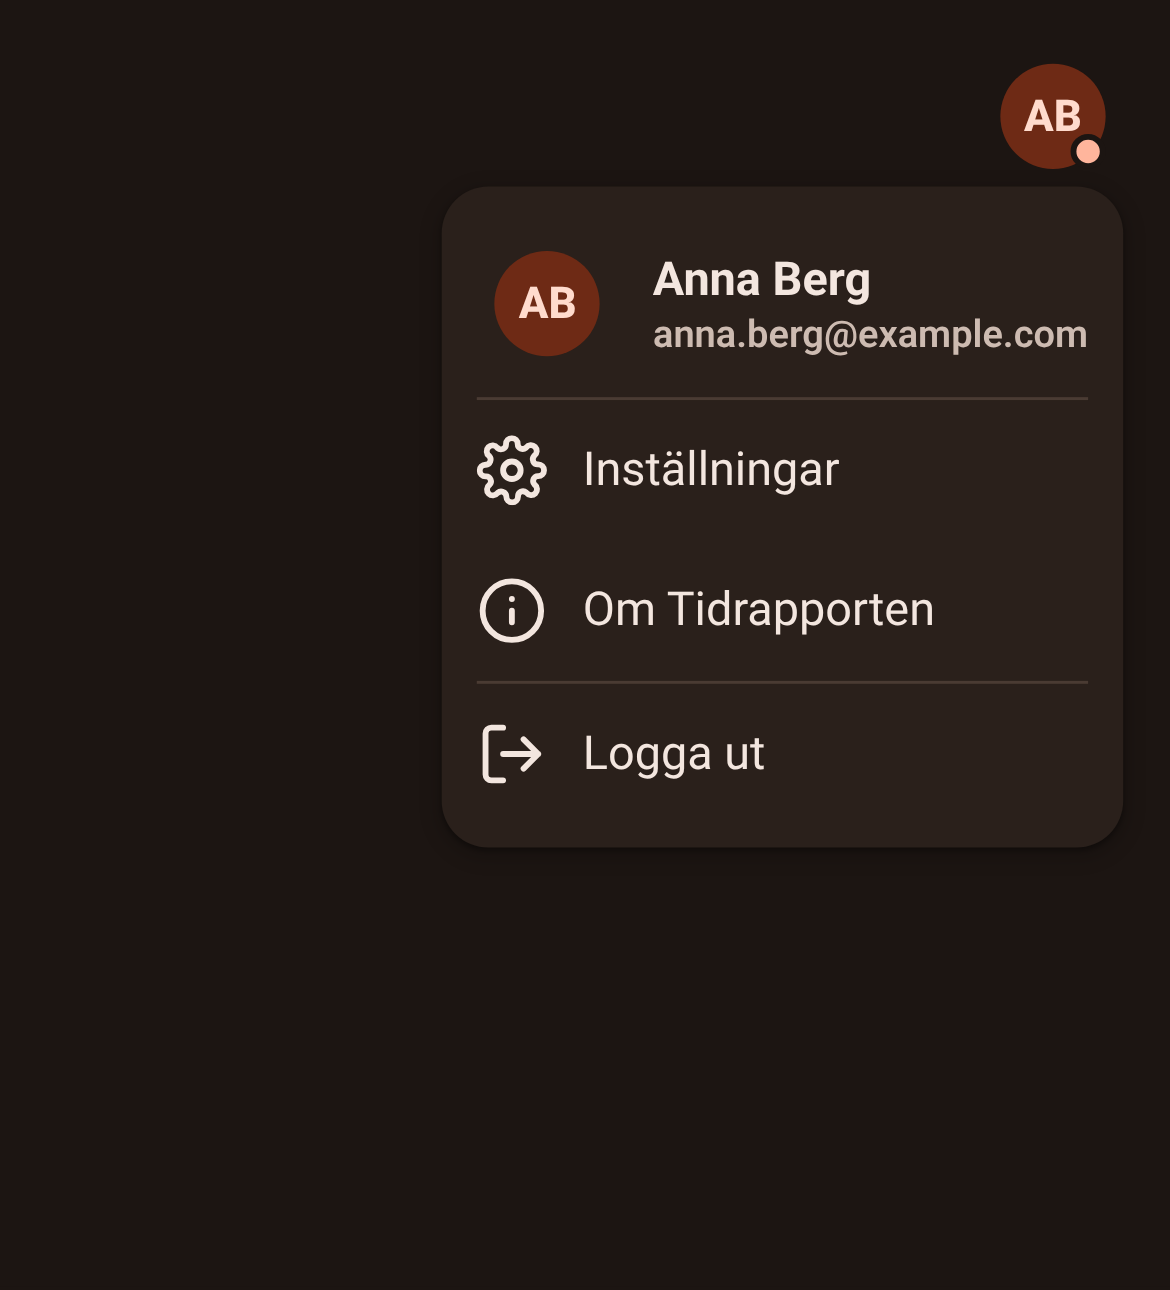 AB
AB
Anna Berg
anna.berg@example.com
Inställningar
Om Tidrapporten
Logga ut